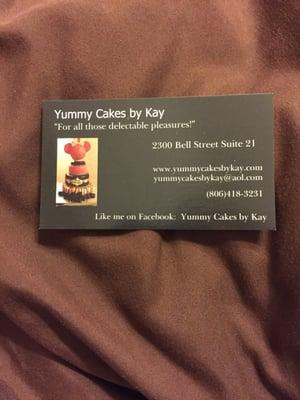 Yummy Cakes by Kay
"For all those delectable pleasures!"
2300 Bell Street Suite 21
www.yummycakesbykay.com
yummycakesbykay@aol.com
(806)418-3231
Like me on Facebook: Yummy Cakes by Kay